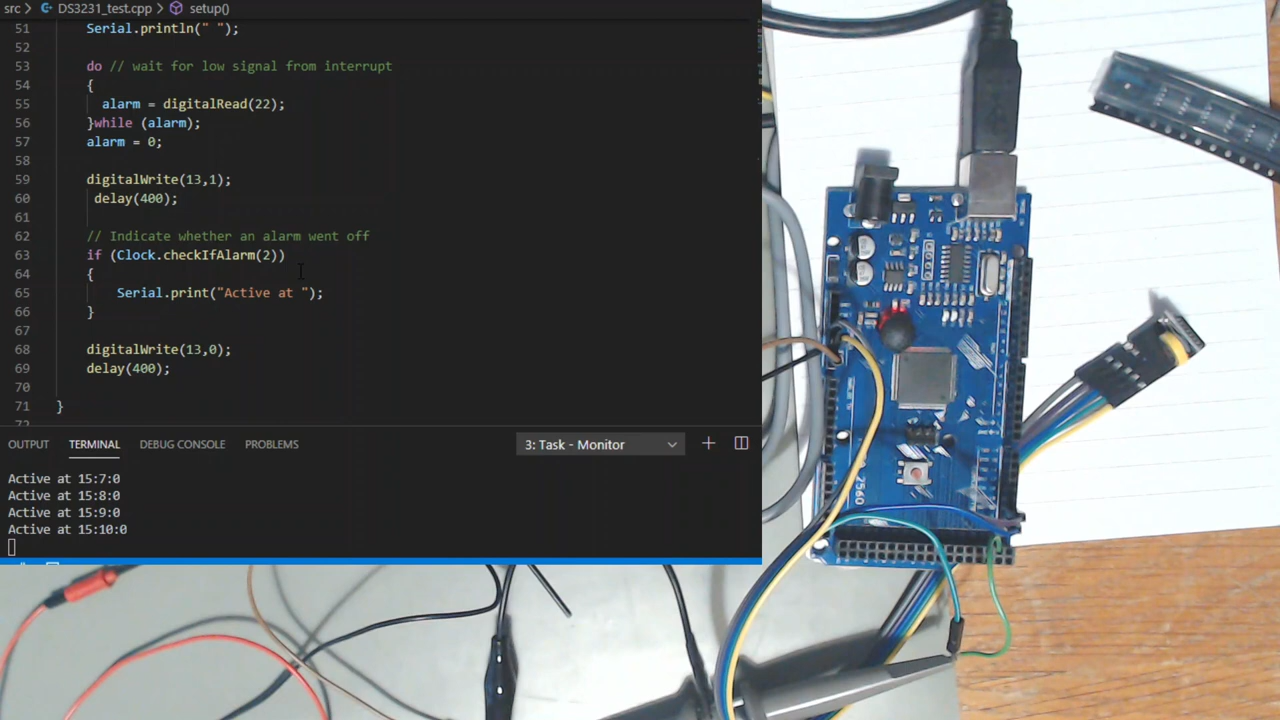 src > DS3231_test.cpp > setup()
51 Serial.println(" ");
52
53 do // wait for low signal from interrupt
54 {
55 alarm = digitalRead(22);
56 }while (alarm);
57 alarm = 0;
58
59 digitalWrite(13,1);
60 delay(400);
61
62 // Indicate whether an alarm went off
63 if (Clock.checkIfAlarm(2))
64 {
65 Serial.print("Active at ");
66 }
67
68 digitalWrite(13,0);
69 delay(400);
70
71 }
72
OUTPUT TERMINAL DEBUG CONSOLE PROBLEMS 3: Task - Monitor
Active at 15:7:0
Active at 15:8:0
Active at 15:9:0
Active at 15:10:0
2560